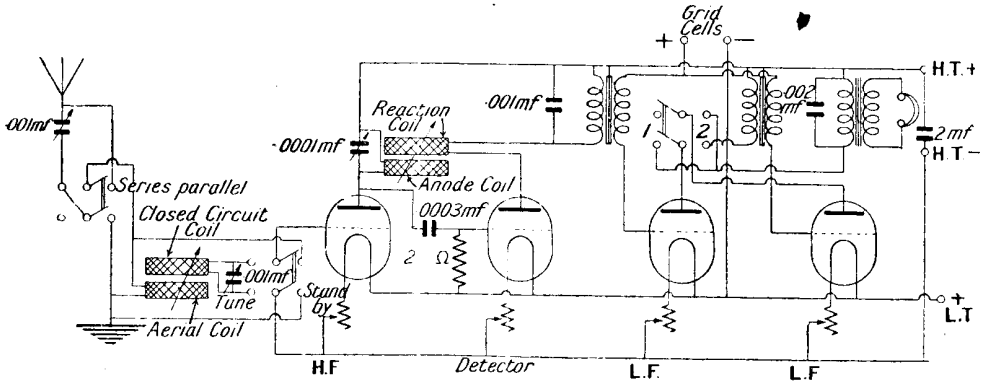 Grid
Cells
+ −
H.T.+
.001mf
Reaction
Coil
.001mf
.002
mf
1 2
2mf
H.T-
.0001mf
Anode Coil
Series parallel
Closed Circuit
Coil
.0003mf
2 Ω
.001mf
Tune
Stand
by
Aerial Coil
+
L.T
H.F
Detector
L.F.
L.F